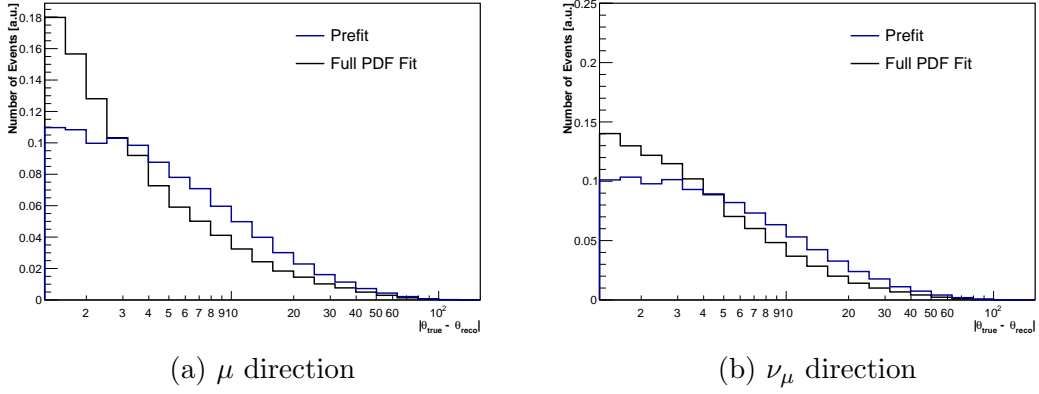 Number of Events [a.u.]
0.18
0.16
0.14
0.12
0.1
0.08
0.06
0.04
0.02
0
2 3 4 5 6 7 8 910 20 30 40 50 60 10²
|θtrue - θreco|
Prefit
Full PDF Fit
(a) μ direction
Number of Events [a.u.]
0.25
0.2
0.15
0.1
0.05
0
2 3 4 5 6 7 8 910 20 30 40 50 60 10²
|θtrue - θreco|
Prefit
Full PDF Fit
(b) νμ direction